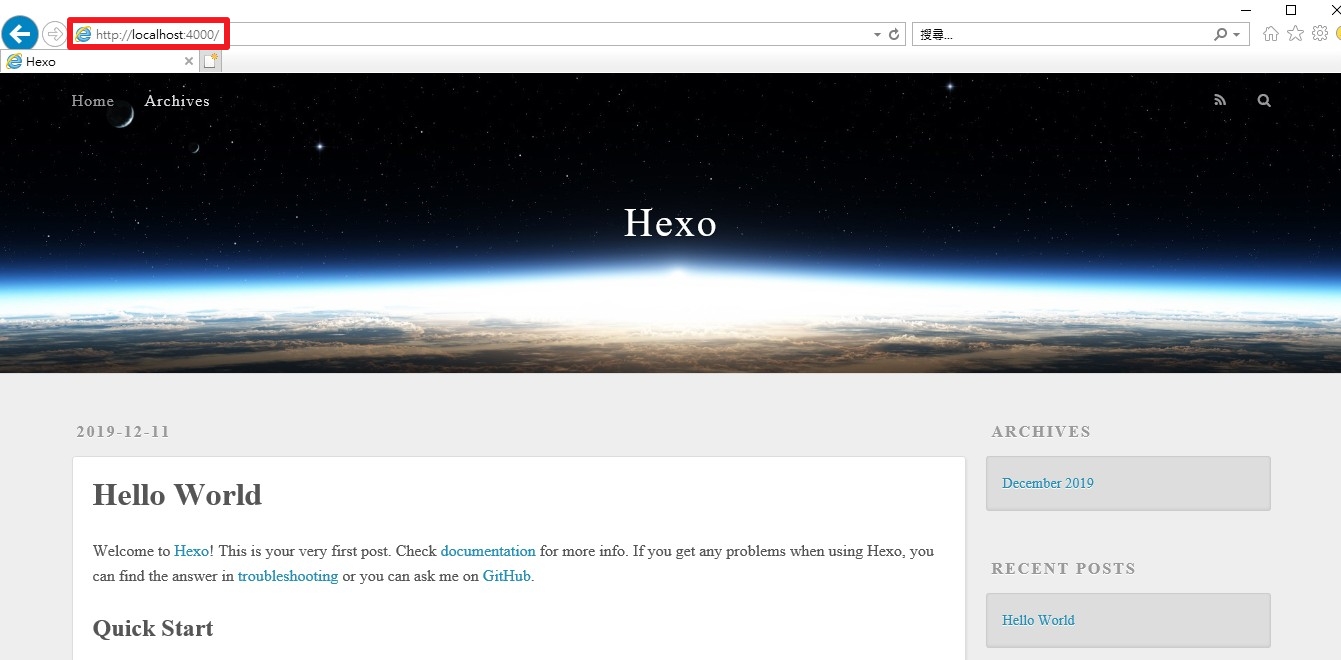 http://localhost:4000/
搜尋...
Hexo
Home
Archives
Hexo
2019-12-11
Hello World
Welcome to Hexo! This is your very first post. Check documentation for more info. If you get any problems when using Hexo, you
can find the answer in troubleshooting or you can ask me on GitHub.
Quick Start
ARCHIVES
December 2019
RECENT POSTS
Hello World